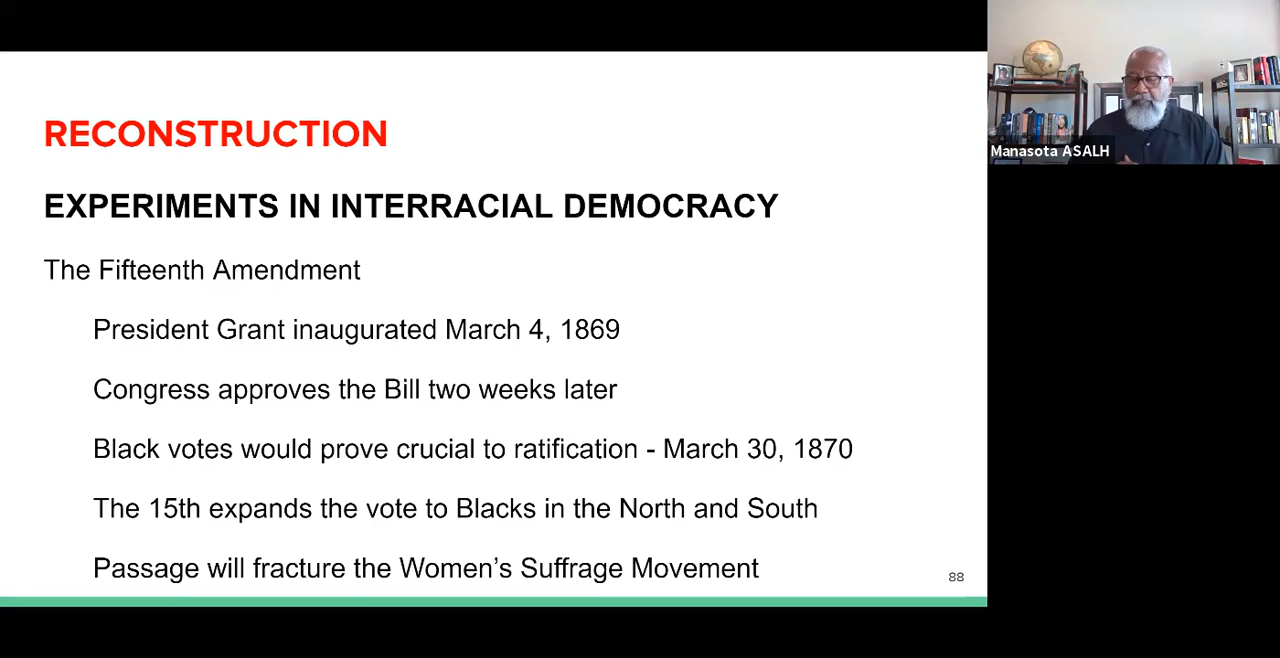 RECONSTRUCTION
EXPERIMENTS IN INTERRACIAL DEMOCRACY
The Fifteenth Amendment
President Grant inaugurated March 4, 1869
Congress approves the Bill two weeks later
Black votes would prove crucial to ratification - March 30, 1870
The 15th expands the vote to Blacks in the North and South
Passage will fracture the Women’s Suffrage Movement
88
Manasota ASALH